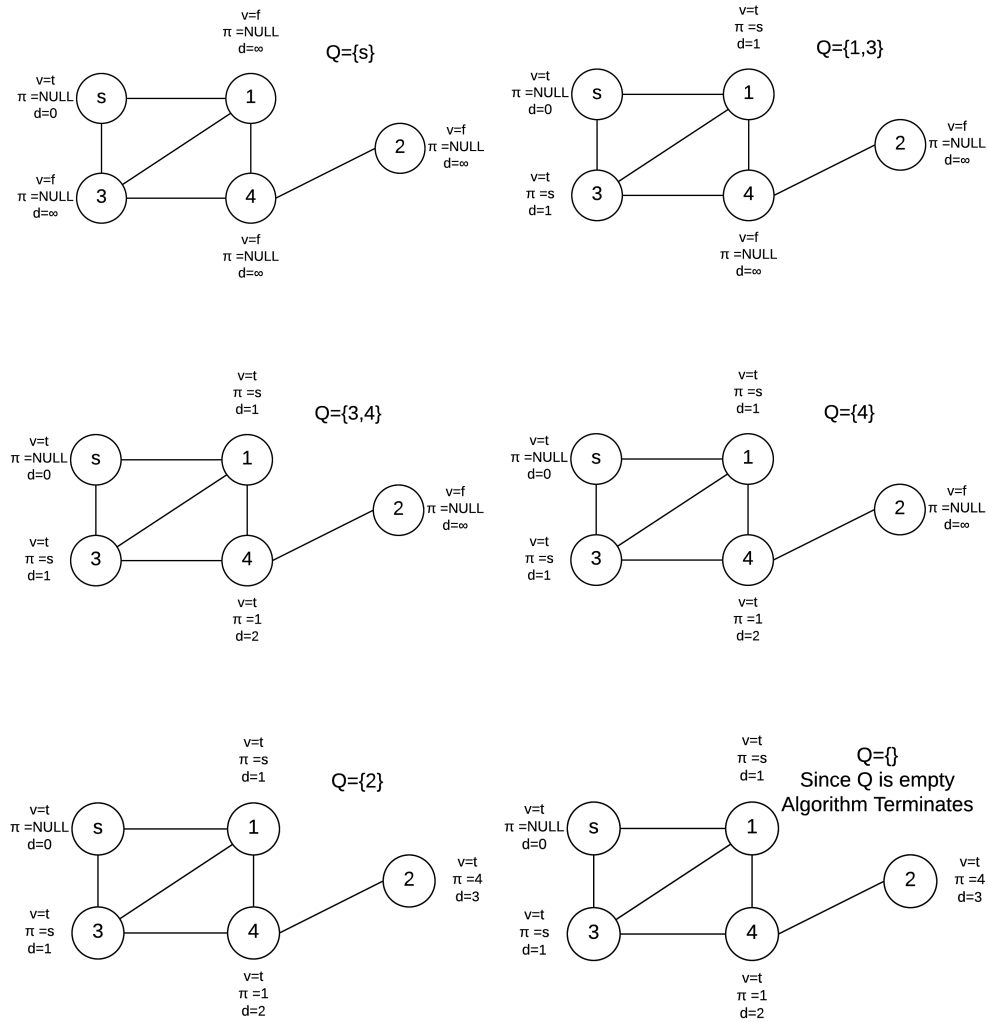 v=f
π =NULL
d=∞
Q={s}
v=t
π =NULL
d=0
s
1
2
v=f
π =NULL
d=∞
v=f
π =NULL
d=∞
3
4
v=f
π =NULL
d=∞
v=t
π =s
d=1
Q={1,3}
v=t
π =NULL
d=0
s
1
2
v=f
π =NULL
d=∞
v=t
π =s
d=1
3
4
v=f
π =NULL
d=∞
v=t
π =s
d=1
Q={3,4}
v=t
π =NULL
d=0
s
1
2
v=f
π =NULL
d=∞
v=t
π =s
d=1
3
4
v=t
π =1
d=2
v=t
π =s
d=1
Q={4}
v=t
π =NULL
d=0
s
1
2
v=f
π =NULL
d=∞
v=t
π =s
d=1
3
4
v=t
π =1
d=2
v=t
π =s
d=1
Q={2}
v=t
π =NULL
d=0
s
1
2
v=t
π =4
d=3
v=t
π =s
d=1
3
4
v=t
π =1
d=2
v=t
π =s
d=1
Q={}
Since Q is empty
Algorithm Terminates
v=t
π =NULL
d=0
s
1
2
v=t
π =4
d=3
v=t
π =s
d=1
3
4
v=t
π =1
d=2